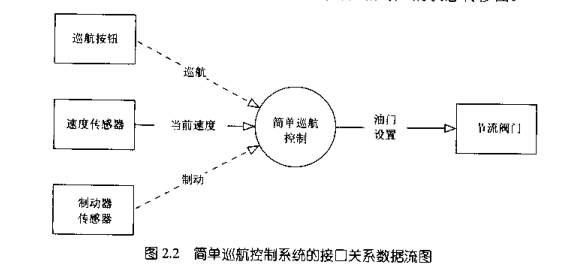 巡航按钮
巡航
速度传感器
当前速度
简单巡航
控制
油门
设置
节流阀门
制动
制动器
传感器
图 2.2 简单巡航控制系统的接口关系数据流图